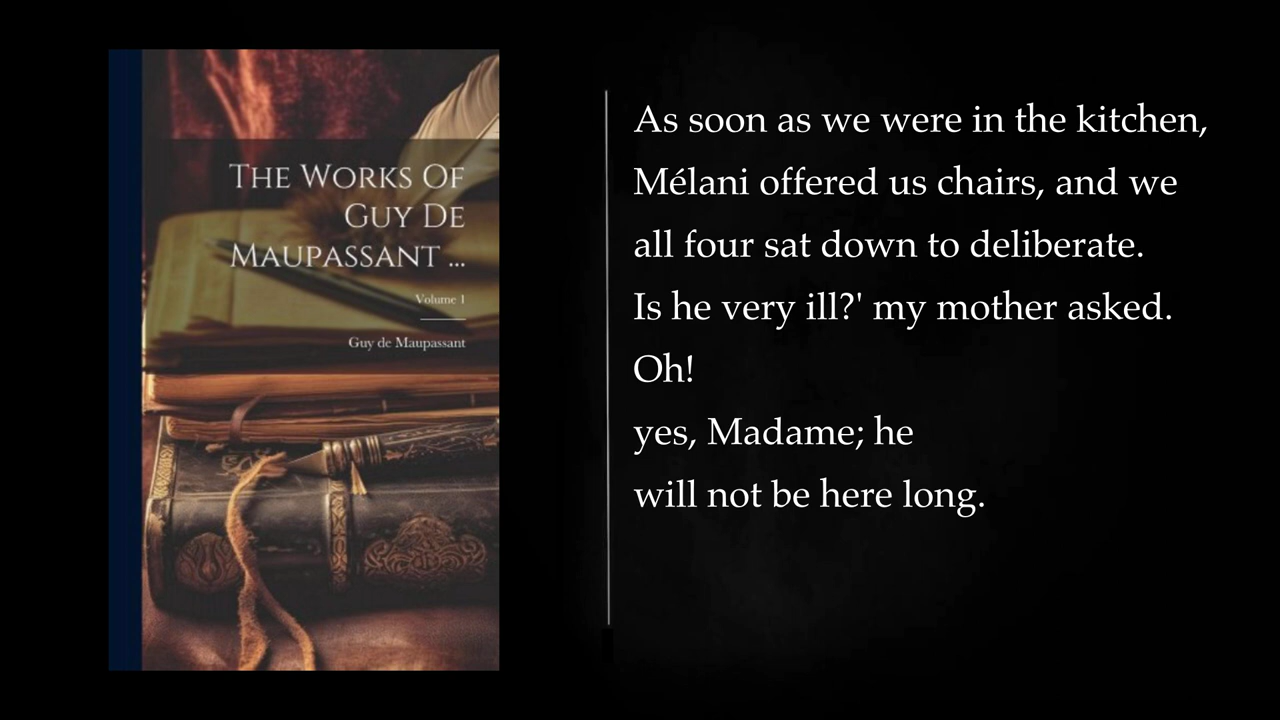 The Works Of
Guy De
Maupassant ...
Volume 1
Guy de Maupassant
As soon as we were in the kitchen,
Mélani offered us chairs, and we
all four sat down to deliberate.
Is he very ill?' my mother asked.
Oh!
yes, Madame; he
will not be here long.